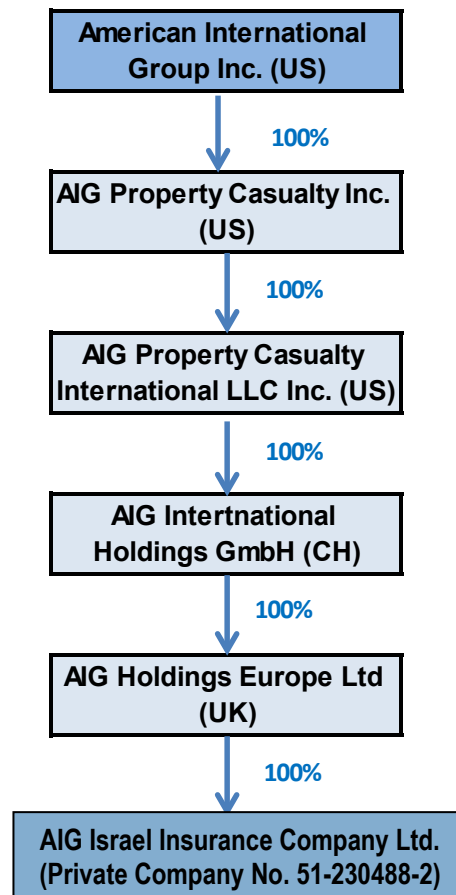 American International
Group Inc. (US)
100%
AIG Property Casualty Inc.
(US)
100%
AIG Property Casualty
International LLC Inc. (US)
100%
AIG Intertnational
Holdings GmbH (CH)
100%
AIG Holdings Europe Ltd
(UK)
100%
AIG Israel Insurance Company Ltd.
(Private Company No. 51-230488-2)